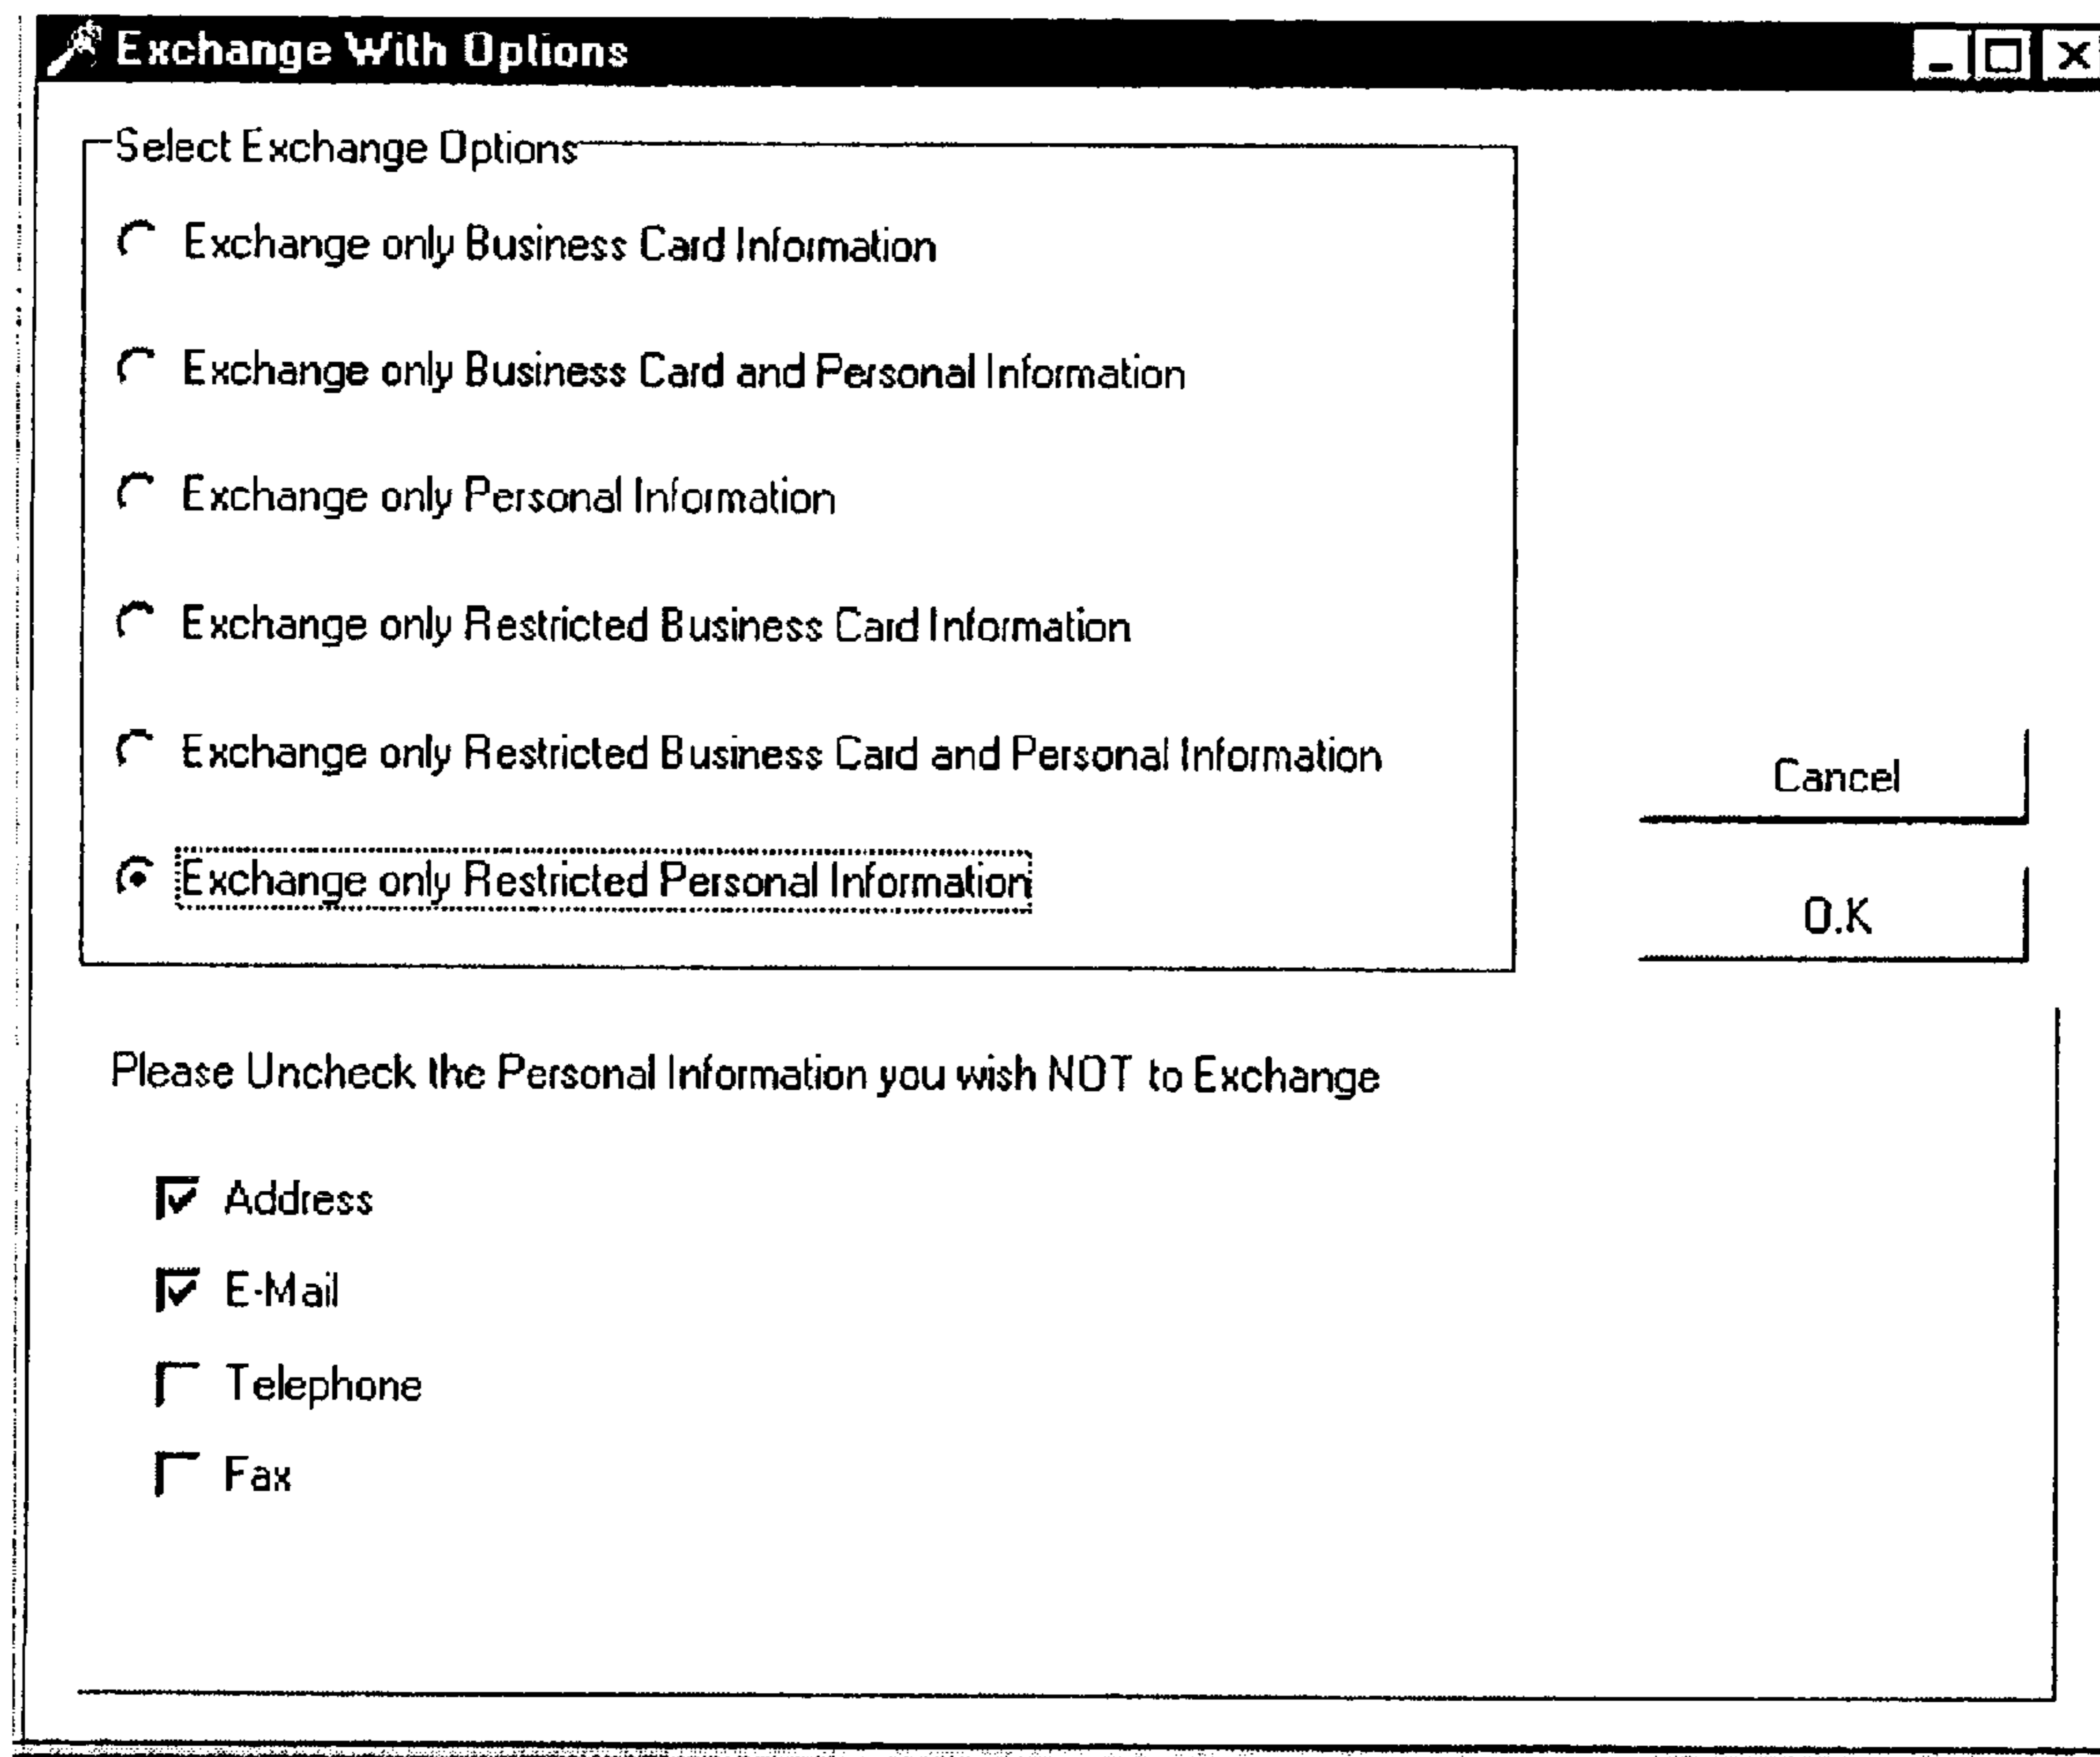 Exchange With Options
Select Exchange Options
Exchange only Business Card Information
Exchange only Business Card and Personal Information
Exchange only Personal Information
Exchange only Restricted Business Card Information
Exchange only Restricted Business Card and Personal Information
Exchange only Restricted Personal Information
Cancel
O.K
Please Uncheck the Personal Information you wish NOT to Exchange
Address
E-Mail
Telephone
Fax